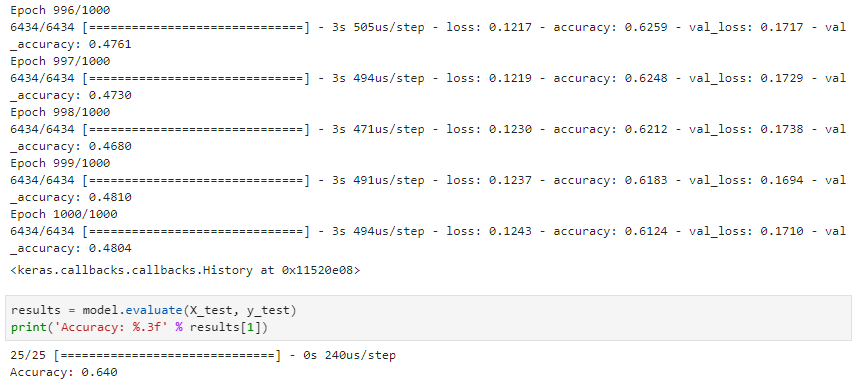 Epoch 996/1000
6434/6434 [==============================] - 3s 505us/step - loss: 0.1217 - accuracy: 0.6259 - val_loss: 0.1717 - val
_accuracy: 0.4761
Epoch 997/1000
6434/6434 [==============================] - 3s 494us/step - loss: 0.1219 - accuracy: 0.6248 - val_loss: 0.1729 - val
_accuracy: 0.4730
Epoch 998/1000
6434/6434 [==============================] - 3s 471us/step - loss: 0.1230 - accuracy: 0.6212 - val_loss: 0.1738 - val
_accuracy: 0.4680
Epoch 999/1000
6434/6434 [==============================] - 3s 491us/step - loss: 0.1237 - accuracy: 0.6183 - val_loss: 0.1694 - val
_accuracy: 0.4810
Epoch 1000/1000
6434/6434 [==============================] - 3s 494us/step - loss: 0.1243 - accuracy: 0.6124 - val_loss: 0.1710 - val
_accuracy: 0.4804
<keras.callbacks.callbacks.History at 0x11520e08>
results = model.evaluate(X_test, y_test)
print('Accuracy: %.3f' % results[1])
25/25 [==============================] - 0s 240us/step
Accuracy: 0.640